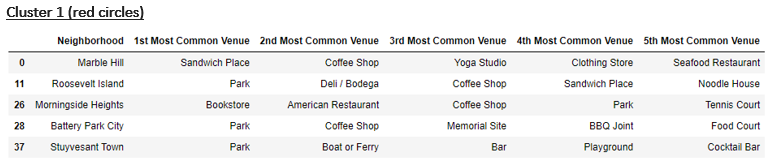 Cluster 1 (red circles)
Neighborhood 1st Most Common Venue 2nd Most Common Venue 3rd Most Common Venue 4th Most Common Venue 5th Most Common Venue
0 Marble Hill Sandwich Place Coffee Shop Yoga Studio Clothing Store Seafood Restaurant
11 Roosevelt Island Park Deli / Bodega Coffee Shop Sandwich Place Noodle House
26 Morningside Heights Bookstore American Restaurant Coffee Shop Park Tennis Court
28 Battery Park City Park Coffee Shop Memorial Site BBQ Joint Food Court
37 Stuyvesant Town Park Boat or Ferry Bar Playground Cocktail Bar